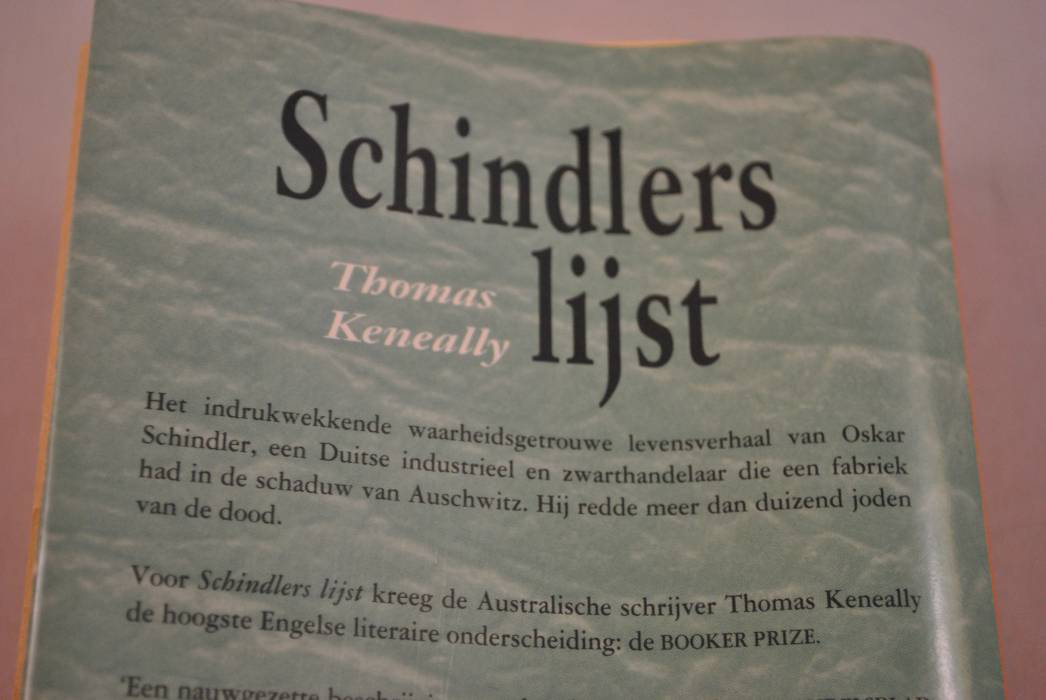 Schindlers
lijst
Thomas
Keneally
Het indrukwekkende waarheidsgetrouwe levensverhaal van Oskar
Schindler, een Duitse industrieel en zwarthandelaar die een fabriek
had in de schaduw van Auschwitz. Hij redde meer dan duizend joden
van de dood.
Voor Schindlers lijst kreeg de Australische schrijver Thomas Keneally
de hoogste Engelse literaire onderscheiding: de BOOKER PRIZE.
'Een nauwgezette